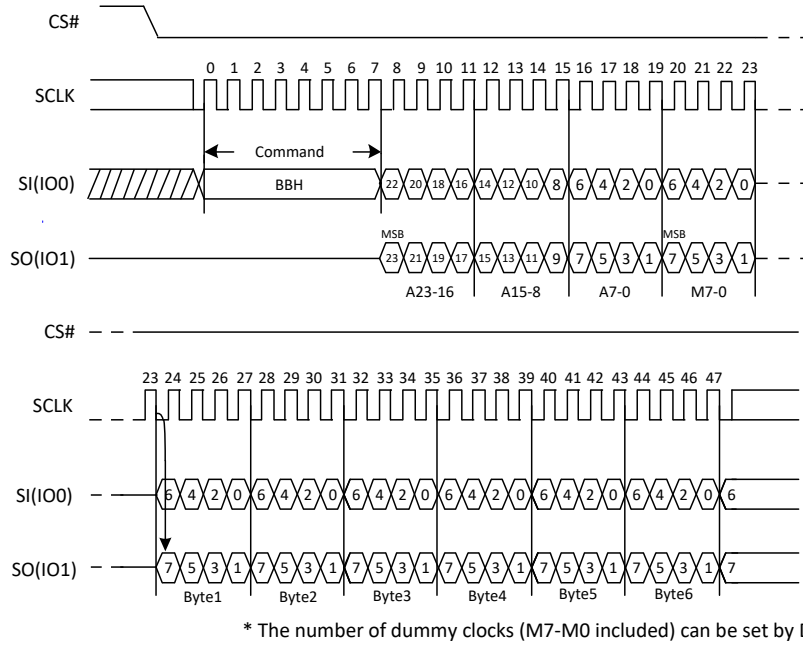 CS#
0 1 2 3 4 5 6 7 8 9 10 11 12 13 14 15 16 17 18 19 20 21 22 23
SCLK
Command
SI(IO0) BBH 22 20 18 16 14 12 10 8 6 4 2 0 6 4 2 0
MSB MSB
SO(IO1) 23 21 19 17 15 13 11 9 7 5 3 1 7 5 3 1
A23-16 A15-8 A7-0 M7-0
CS#
23 24 25 26 27 28 29 30 31 32 33 34 35 36 37 38 39 40 41 42 43 44 45 46 47
SCLK
SI(IO0) 6 4 2 0 6 4 2 0 6 4 2 0 6 4 2 0 6 4 2 0 6 4 2 0 6
SO(IO1) 7 5 3 1 7 5 3 1 7 5 3 1 7 5 3 1 7 5 3 1 7 5 3 1 7
Byte1 Byte2 Byte3 Byte4 Byte5 Byte6
* The number of dummy clocks (M7-M0 included) can be set by